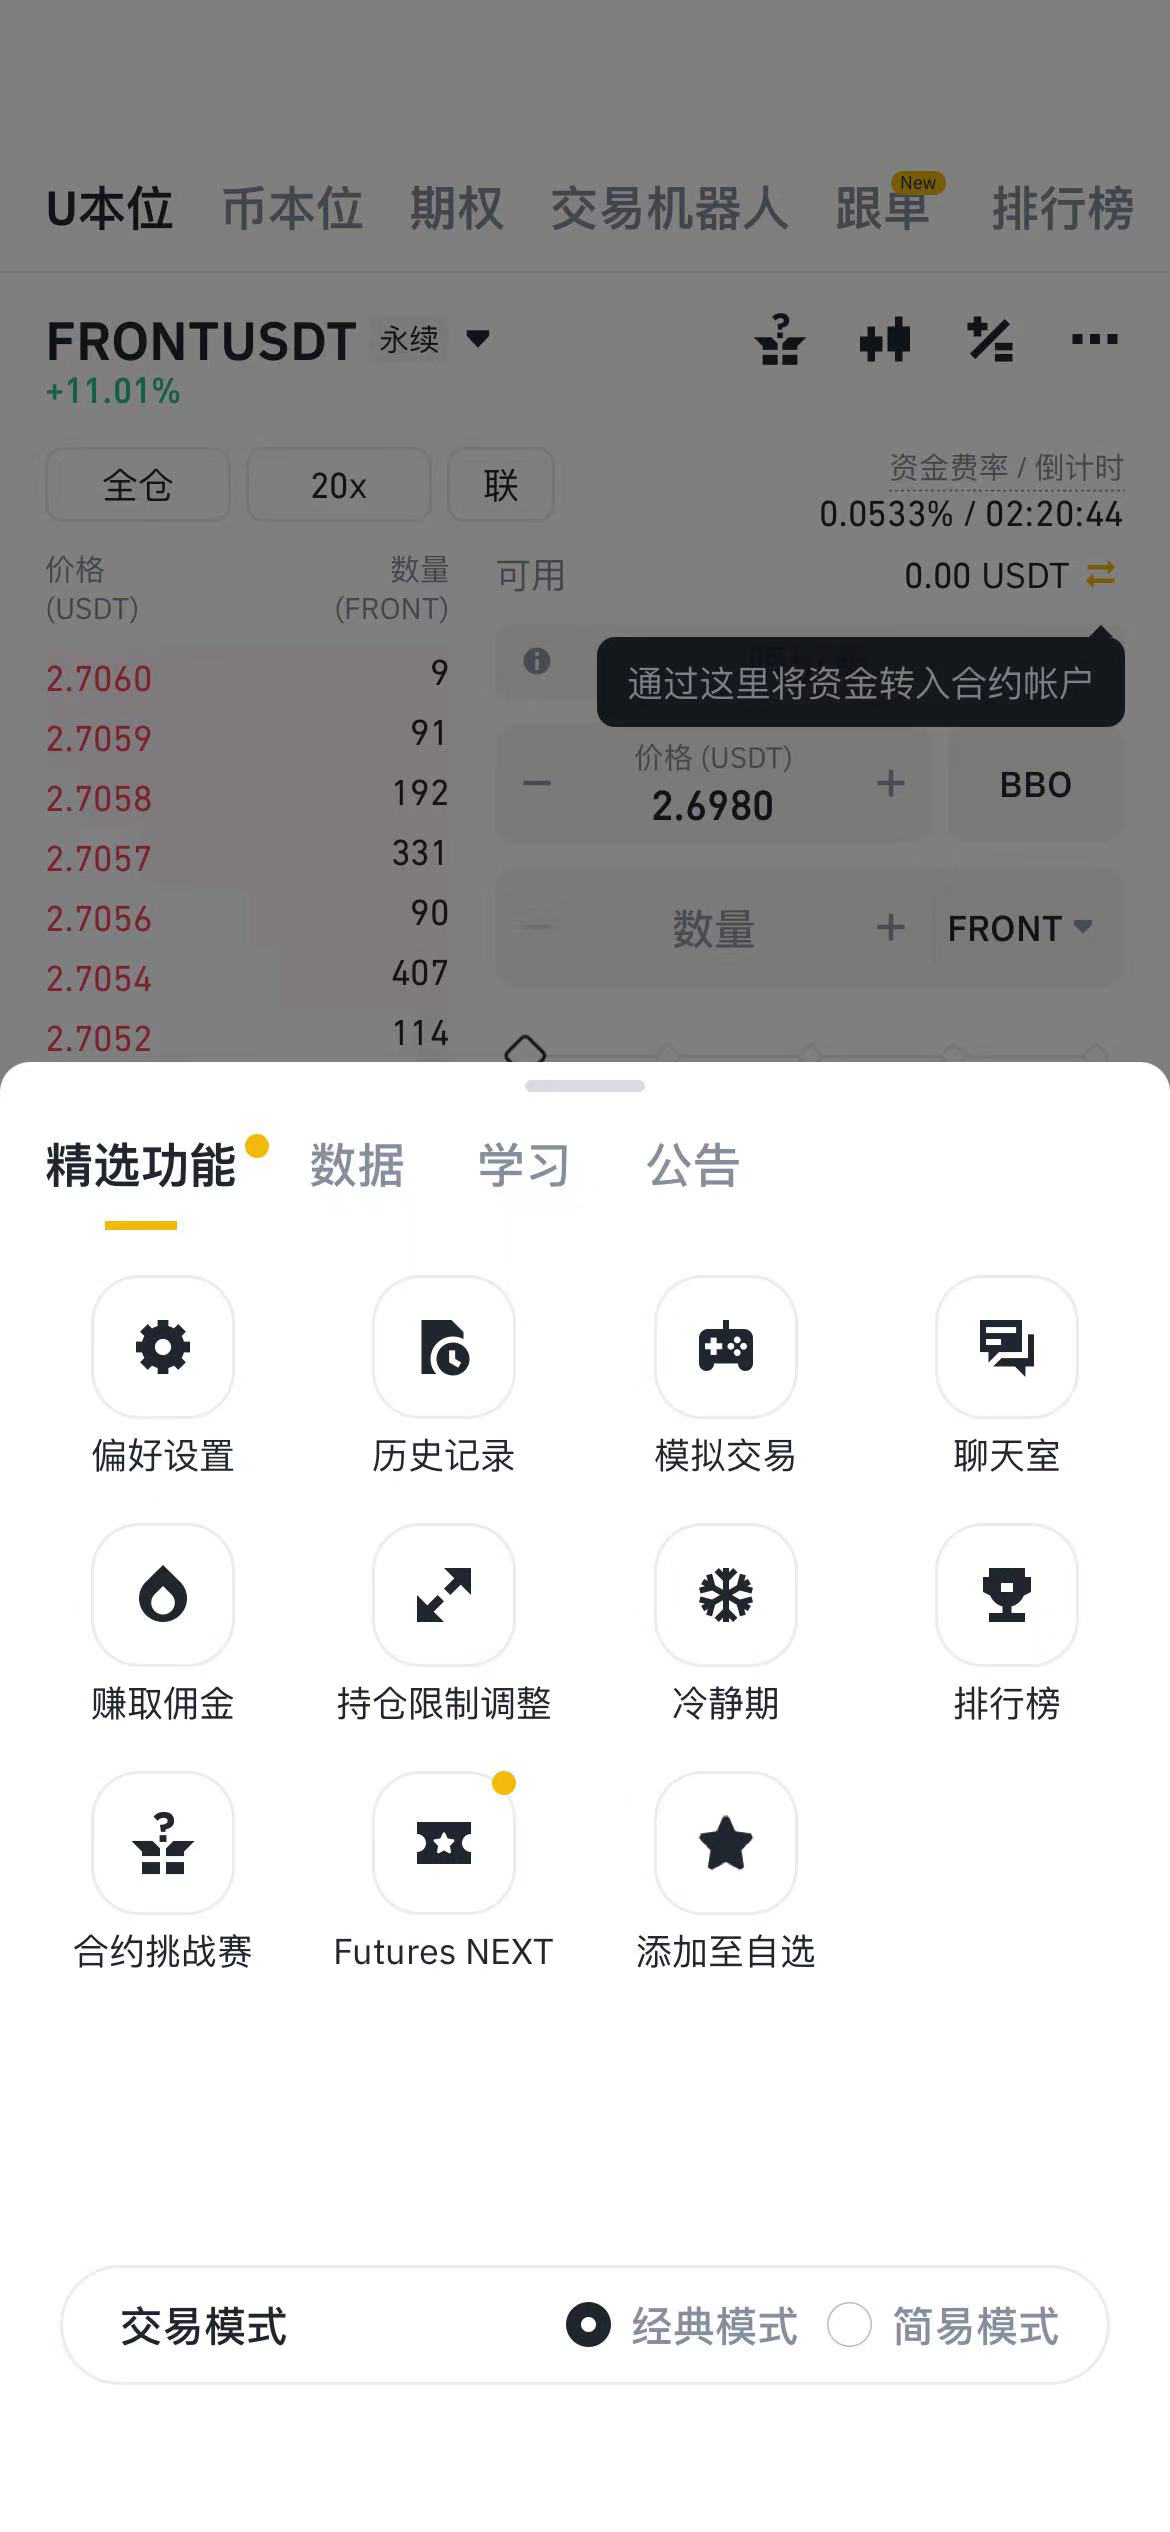 U本位 币本位 期权 交易机器人 跟单 New 排行榜
FRONTUSDT 永续
+11.01%
全仓 20x 联
资金费率 / 倒计时
0.0533% / 02:20:44
价格 (USDT) 数量 (FRONT)
可用 0.00 USDT
通过这里将资金转入合约帐户
2.7060 9
2.7059 91
2.7058 192
2.7057 331
2.7056 90
2.7054 407
2.7052 114
价格 (USDT)
2.6980
BBO
数量 FRONT
精选功能 数据 学习 公告
偏好设置 历史记录 模拟交易 聊天室
赚取佣金 持仓限制调整 冷静期 排行榜
合约挑战赛 Futures NEXT 添加至自选
交易模式 经典模式 简易模式